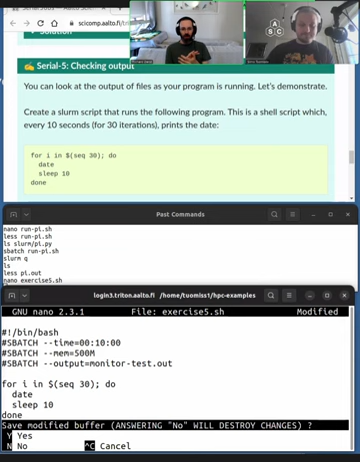 scicomp.aalto.fi/tri
Solution
Serial-5: Checking output
You can look at the output of files as your program is running. Let's demonstrate.
Create a slurm script that runs the following program. This is a shell script which,
every 10 seconds (for 30 iterations), prints the date:
for i in $(seq 30); do
date
sleep 10
done
Past Commands
nano run-pi.sh
less run-pi.sh
ls slurm/pi.py
sbatch run-pi.sh
slurm q
ls
less pi.out
nano exercise5.sh
login3.triton.aalto.fi /home/tuomiss1/hpc-examples
GNU nano 2.3.1 File: exercise5.sh Modified
#!/bin/bash
#SBATCH --time=00:10:00
#SBATCH --mem=500M
#SBATCH --output=monitor-test.out
for i in $(seq 30); do
date
sleep 10
done
Save modified buffer (ANSWERING "No" WILL DESTROY CHANGES) ?
Y Yes
N No ^C Cancel